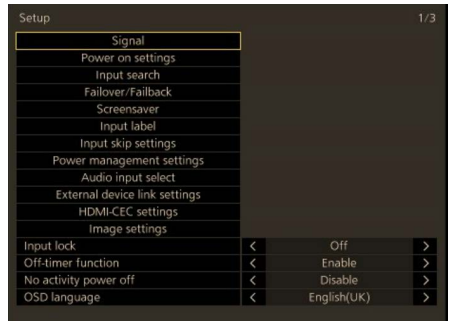 Setup 1/3
Signal
Power on settings
Input search
Failover/Failback
Screensaver
Input label
Input skip settings
Power management settings
Audio input select
External device link settings
HDMI-CEC settings
Image settings
Input lock < Off >
Off-timer function < Enable >
No activity power off < Disable >
OSD language < English(UK) >